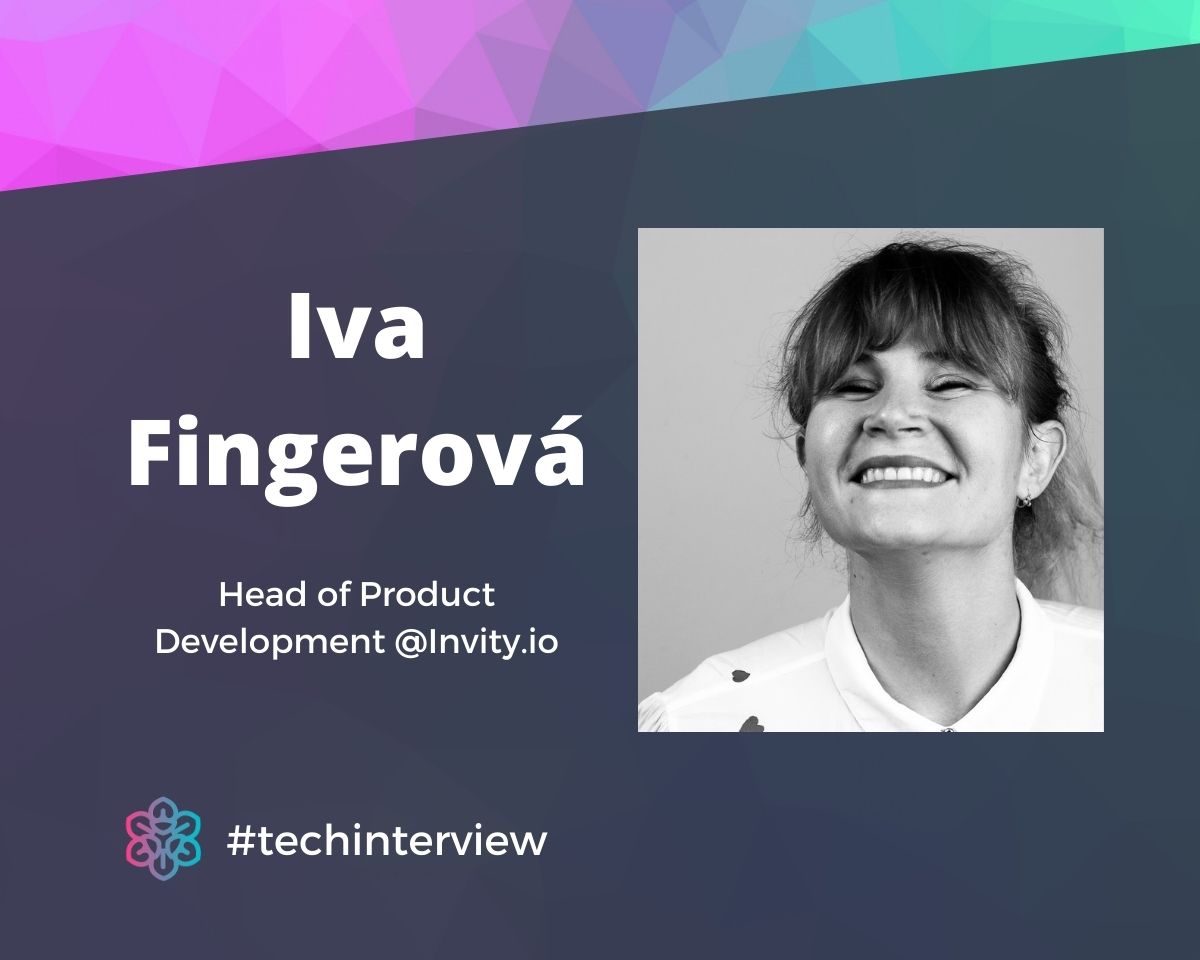 Iva
Fingerová
Head of Product
Development @Invity.io
#techinterview